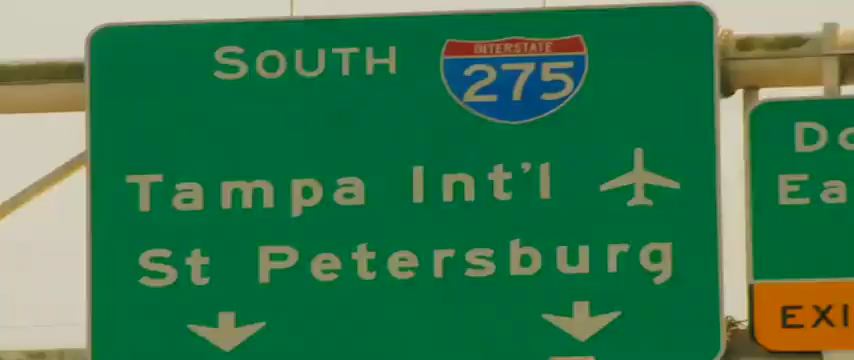 SOUTH
INTERSTATE
275
Tampa Int'l
St Petersburg